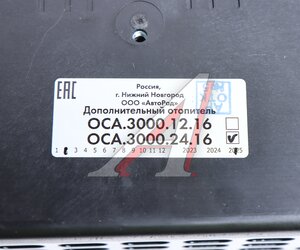 ЕАС
Россия,
г. Нижний Новгород
ООО «АвтоРад»
Дополнительный отопитель
ОСА.3000.12.16
ОСА.3000.24.16
1 2 3 4 5 6 7 8 9 10 11 12 2023 2024 2025